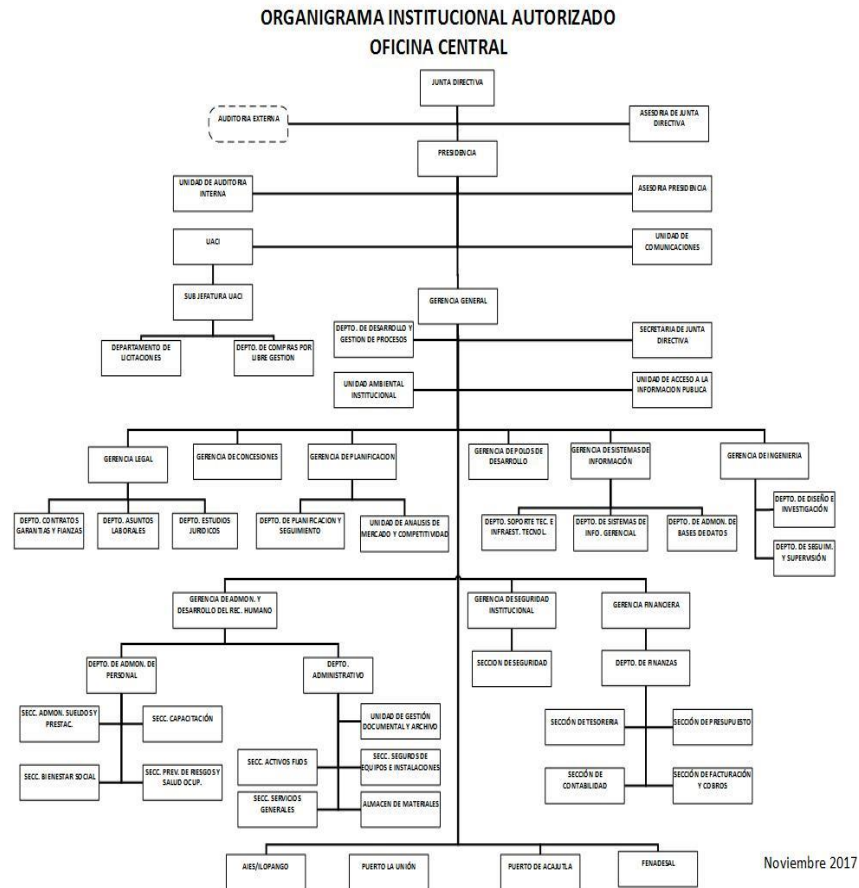 ORGANIGRAMA INSTITUCIONAL AUTORIZADO
OFICINA CENTRAL
JUNTA DIRECTIVA
AUDITORIA EXTERNA
ASESORIA DE JUNTA
DIRECTIVA
PRESIDENCIA
UNIDAD DE AUDITORIA
INTERNA
ASESORIA PRESIDENCIA
UACI
UNIDAD DE
COMUNICACIONES
SUB JEFATURA UACI
GERENCIA GENERAL
DEPARTAMENTO DE
LICITACIONES
DEPTO. DE COMPRAS POR
LIBRE GESTION
DEPTO. DE DESARROLLO Y
GESTION DE PROCESOS
SECRETARIA DE JUNTA
DIRECTIVA
UNIDAD AMBIENTAL
INSTITUCIONAL
UNIDAD DE ACCESO A LA
INFORMACION PUBLICA
GERENCIA LEGAL
GERENCIA DE CONCESIONES
GERENCIA DE PLANIFICACION
GERENCIA DE POLOS DE
DESARROLLO
GERENCIA DE SISTEMAS DE
INFORMACIÓN
GERENCIA DE INGENIERIA
DEPTO. CONTRATOS
GARANTIAS Y FIANZAS
DEPTO. ASUNTOS
LABORALES
DEPTO. ESTUDIOS
JURIDICOS
DEPTO. DE PLANIFICACION Y
SEGUIMIENTO
UNIDAD DE ANALISIS DE
MERCADO Y COMPETITIVIDAD
DEPTO. SOPORTE TEC. E
INFRAEST. TECNOL.
DEPTO. DE SISTEMAS DE
INFO. GERENCIAL
DEPTO. DE ADMON. DE
BASES DE DATOS
DEPTO. DE DISEÑO E
INVESTIGACIÓN
DEPTO. DE SEGUIM.
Y SUPERVISIÓN
GERENCIA DE ADMON. Y
DESARROLLO DEL REC. HUMANO
GERENCIA DE SEGURIDAD
INSTITUCIONAL
GERENCIA FINANCIERA
DEPTO. DE ADMON. DE
PERSONAL
DEPTO.
ADMINISTRATIVO
SECCION DE SEGURIDAD
DEPTO. DE FINANZAS
SECC. ADMON. SUELDOS Y
PRESTAC.
SECC. CAPACITACIÓN
UNIDAD DE GESTIÓN
DOCUMENTAL Y ARCHIVO
SECCIÓN DE TESORERIA
SECCIÓN DE PRESUPUESTO
SECC. BIENESTAR SOCIAL
SECC. PREV. DE RIESGOS Y
SALUD OCUP.
SECC. ACTIVOS FIJOS
SECC. SEGUROS DE
EQUIPOS E INSTALACIONES
SECCIÓN DE
CONTABILIDAD
SECCIÓN DE FACTURACIÓN
Y COBROS
SECC. SERVICIOS
GENERALES
ALMACEN DE MATERIALES
AIES/ILOPANGO
PUERTO LA UNIÓN
PUERTO DE ACAJUTLA
FENADESAL
Noviembre 2017